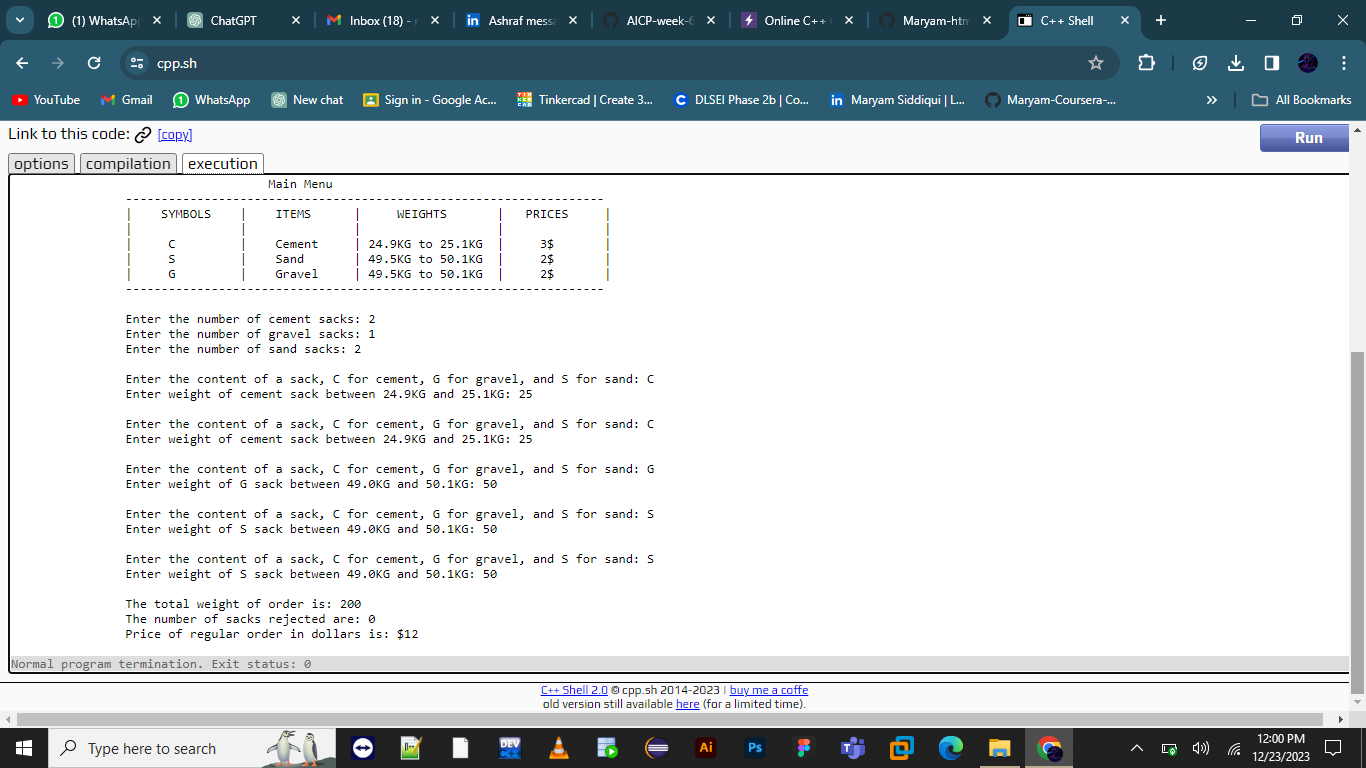 (1) WhatsApp
ChatGPT
Inbox (18) -
Ashraf mess
AICP-week-6
Online C++
Maryam-htm
C++ Shell
cpp.sh
YouTube
Gmail
WhatsApp
New chat
Sign in - Google Ac...
Tinkercad | Create 3...
DLSEI Phase 2b | Co...
Maryam Siddiqui | L...
Maryam-Coursera-...
»
All Bookmarks
Link to this code: [copy]
Run
options compilation execution
Main Menu
-------------------------------------------------------------------
| SYMBOLS | ITEMS | WEIGHTS | PRICES |
| | | | |
| C | Cement | 24.9KG to 25.1KG | 3$ |
| S | Sand | 49.5KG to 50.1KG | 2$ |
| G | Gravel | 49.5KG to 50.1KG | 2$ |
-------------------------------------------------------------------
Enter the number of cement sacks: 2
Enter the number of gravel sacks: 1
Enter the number of sand sacks: 2
Enter the content of a sack, C for cement, G for gravel, and S for sand: C
Enter weight of cement sack between 24.9KG and 25.1KG: 25
Enter the content of a sack, C for cement, G for gravel, and S for sand: C
Enter weight of cement sack between 24.9KG and 25.1KG: 25
Enter the content of a sack, C for cement, G for gravel, and S for sand: G
Enter weight of G sack between 49.0KG and 50.1KG: 50
Enter the content of a sack, C for cement, G for gravel, and S for sand: S
Enter weight of S sack between 49.0KG and 50.1KG: 50
Enter the content of a sack, C for cement, G for gravel, and S for sand: S
Enter weight of S sack between 49.0KG and 50.1KG: 50
The total weight of order is: 200
The number of sacks rejected are: 0
Price of regular order in dollars is: $12
Normal program termination. Exit status: 0
C++ Shell 2.0 © cpp.sh 2014-2023 | buy me a coffe
old version still available here (for a limited time).
Type here to search
DEV
Ai
Ps
12:00 PM
12/23/2023